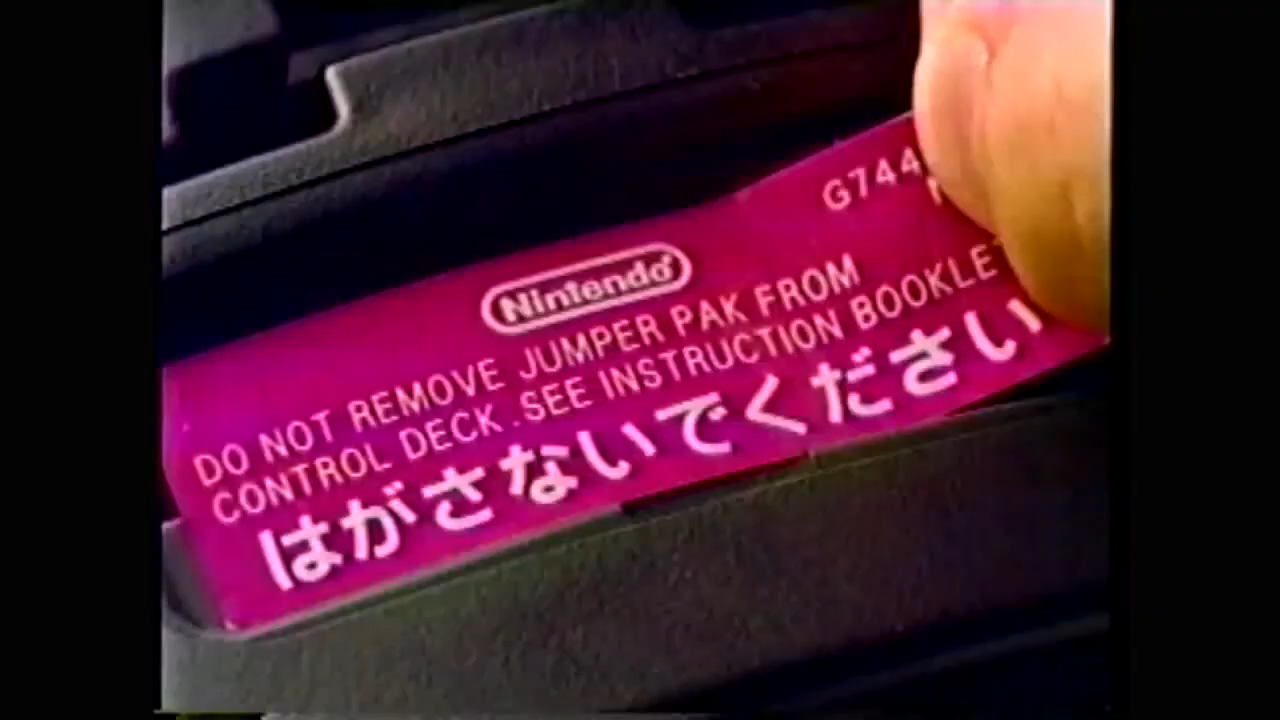 G744
Nintendo®
DO NOT REMOVE JUMPER PAK FROM
CONTROL DECK. SEE INSTRUCTION BOOKLET
はがさないでください